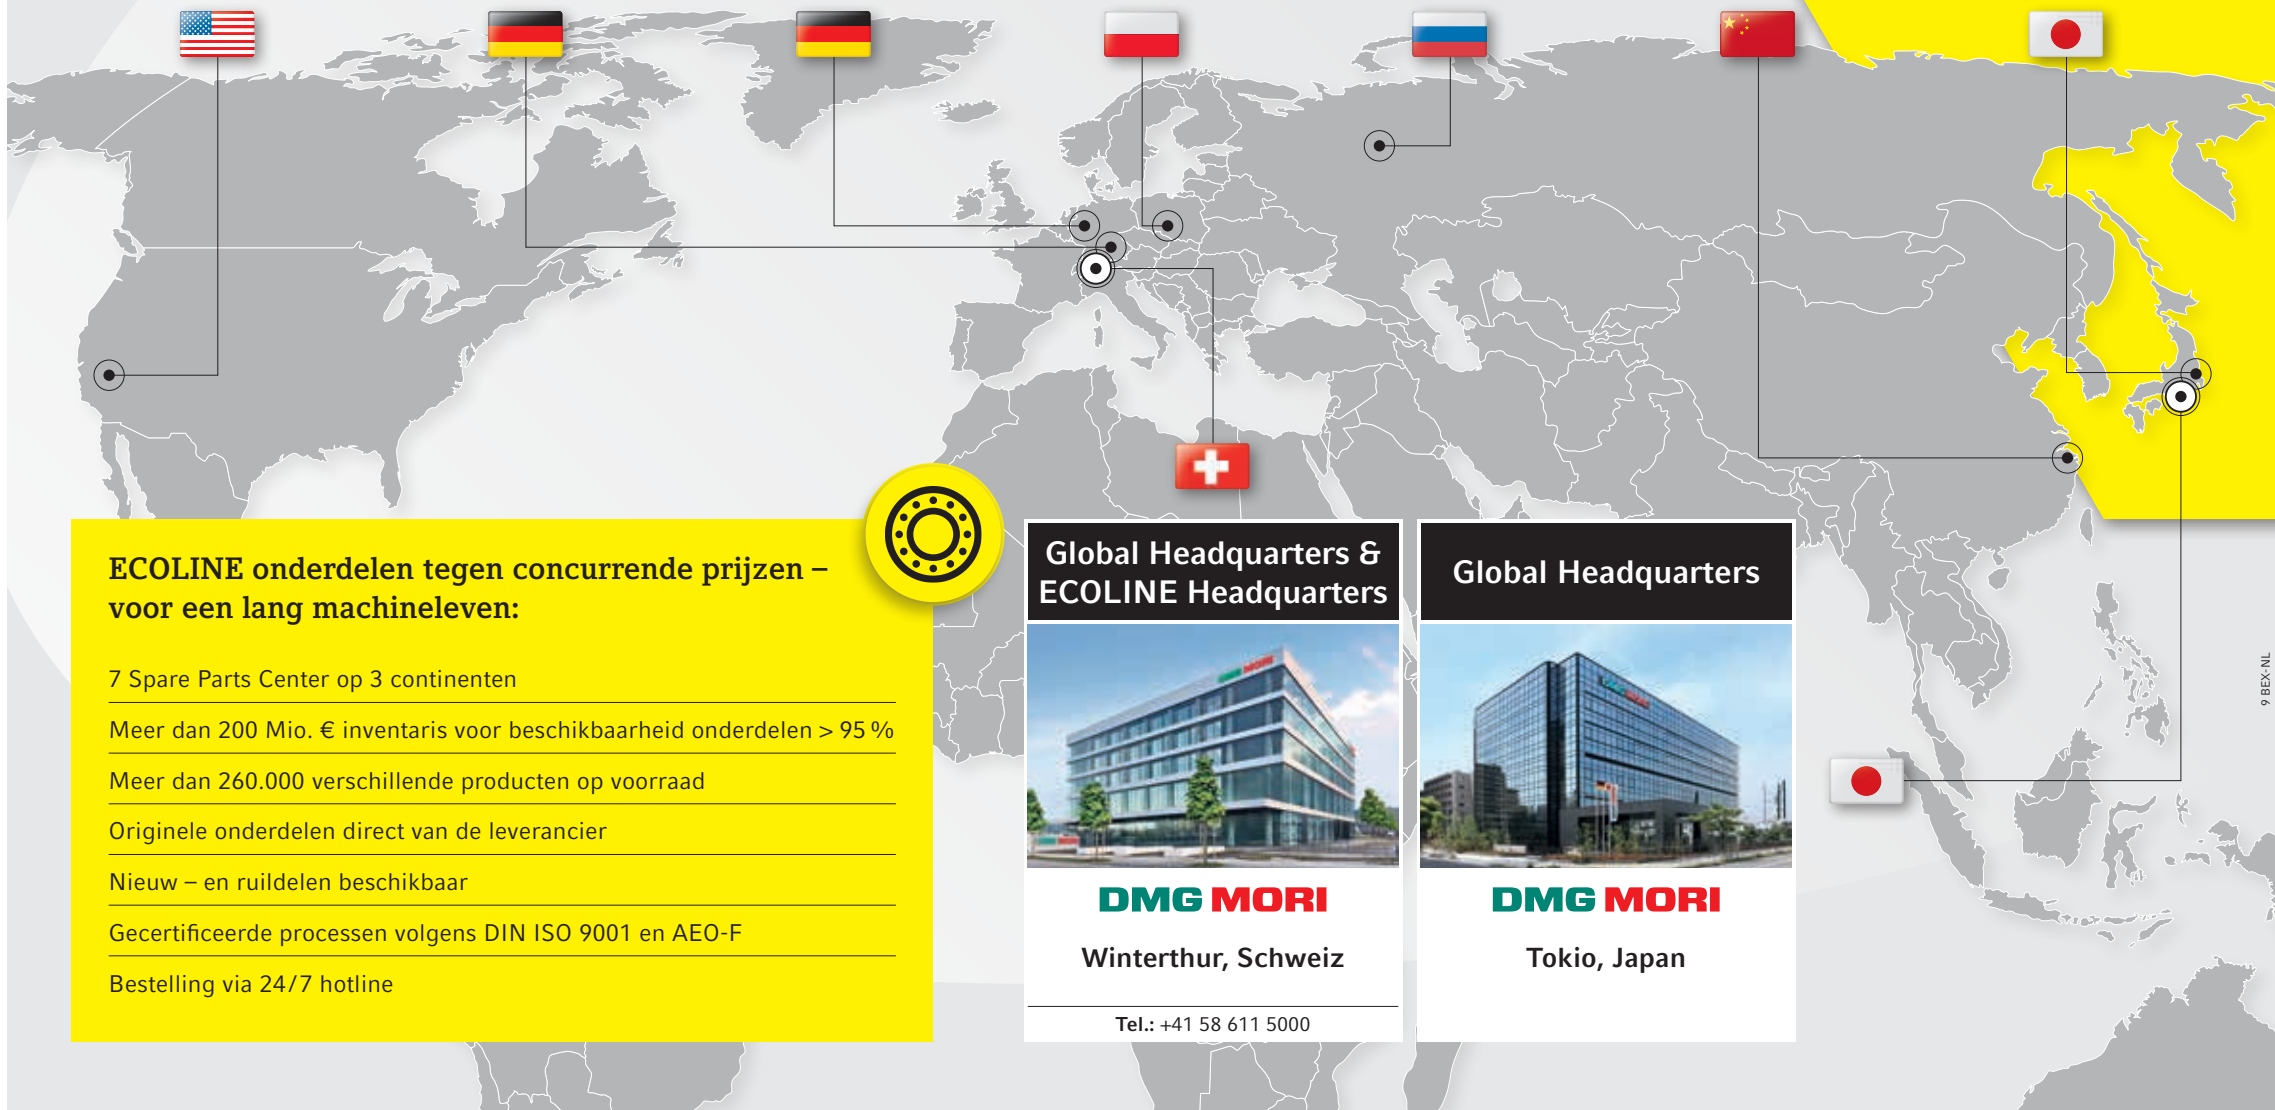 ECOLINE onderdelen tegen concurrende prijzen –
voor een lang machineleven:
7 Spare Parts Center op 3 continenten
Meer dan 200 Mio. € inventaris voor beschikbaarheid onderdelen > 95 %
Meer dan 260.000 verschillende producten op voorraad
Originele onderdelen direct van de leverancier
Nieuw – en ruildelen beschikbaar
Gecertificeerde processen volgens DIN ISO 9001 en AEO-F
Bestelling via 24/7 hotline
Global Headquarters &
ECOLINE Headquarters
DMG MORI
DMG MORI
Winterthur, Schweiz
Tel.: +41 58 611 5000
Global Headquarters
DMG MORI
DMG MORI
Tokio, Japan
9 BEX-NL